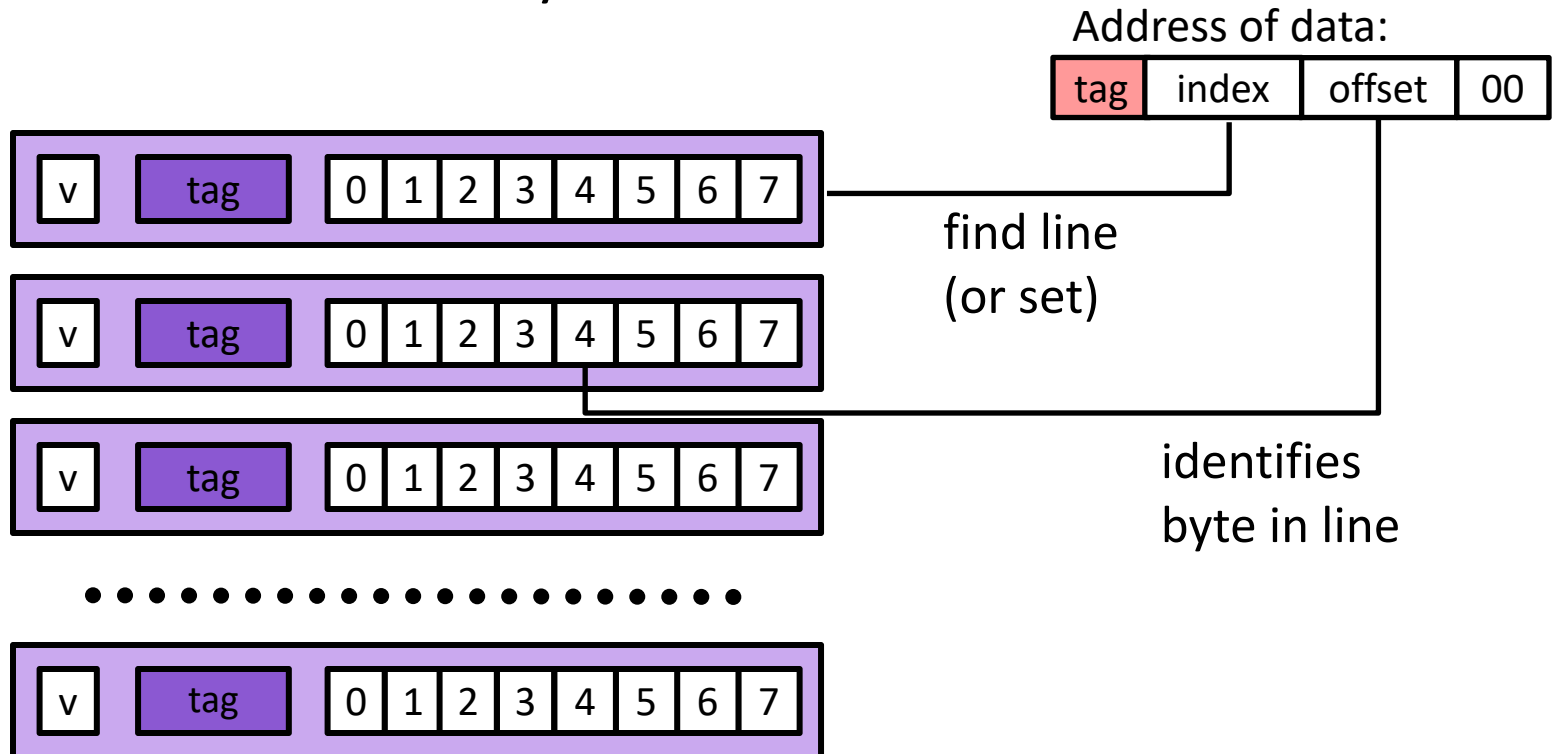 Address of data:
tag index offset 00
v tag 0 1 2 3 4 5 6 7
find line
(or set)
v tag 0 1 2 3 4 5 6 7
v tag 0 1 2 3 4 5 6 7
identifies
byte in line
v tag 0 1 2 3 4 5 6 7